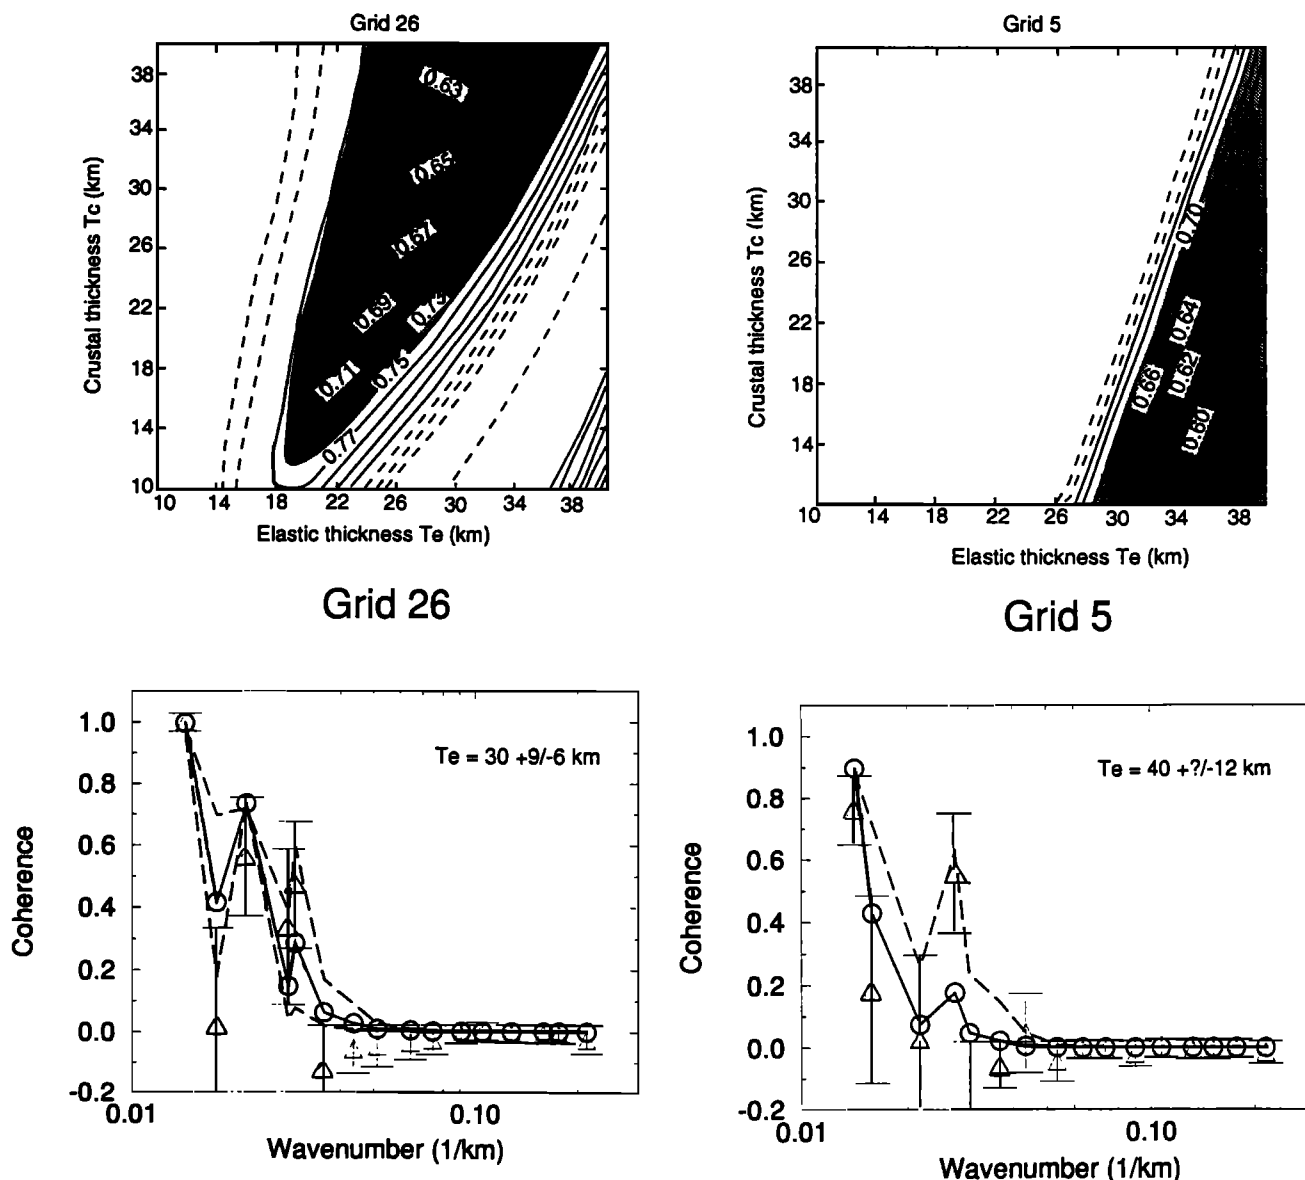 Grid 26
Crustal thickness Tc (km)
38
34
30
26
22
18
14
10
0.63
0.65
0.67
0.69
0.73
0.71
0.75
0.77
10 14 18 22 26 30 34 38
Elastic thickness Te (km)
Grid 26
Grid 5
Crustal thickness Tc (km)
38
34
30
26
22
18
14
0.70
0.64
0.66
0.62
0.60
10 14 18 22 26 30 34 38
Elastic thickness Te (km)
Grid 5
Coherence
1.0
0.8
0.6
0.4
0.2
0.0
-0.2
Te = 30 +9/-6 km
0.01 0.10
Wavenumber (1/km)
Coherence
1.0
0.8
0.6
0.4
0.2
0.0
-0.2
Te = 40 +?/-12 km
0.01 0.10
Wavenumber (1/km)